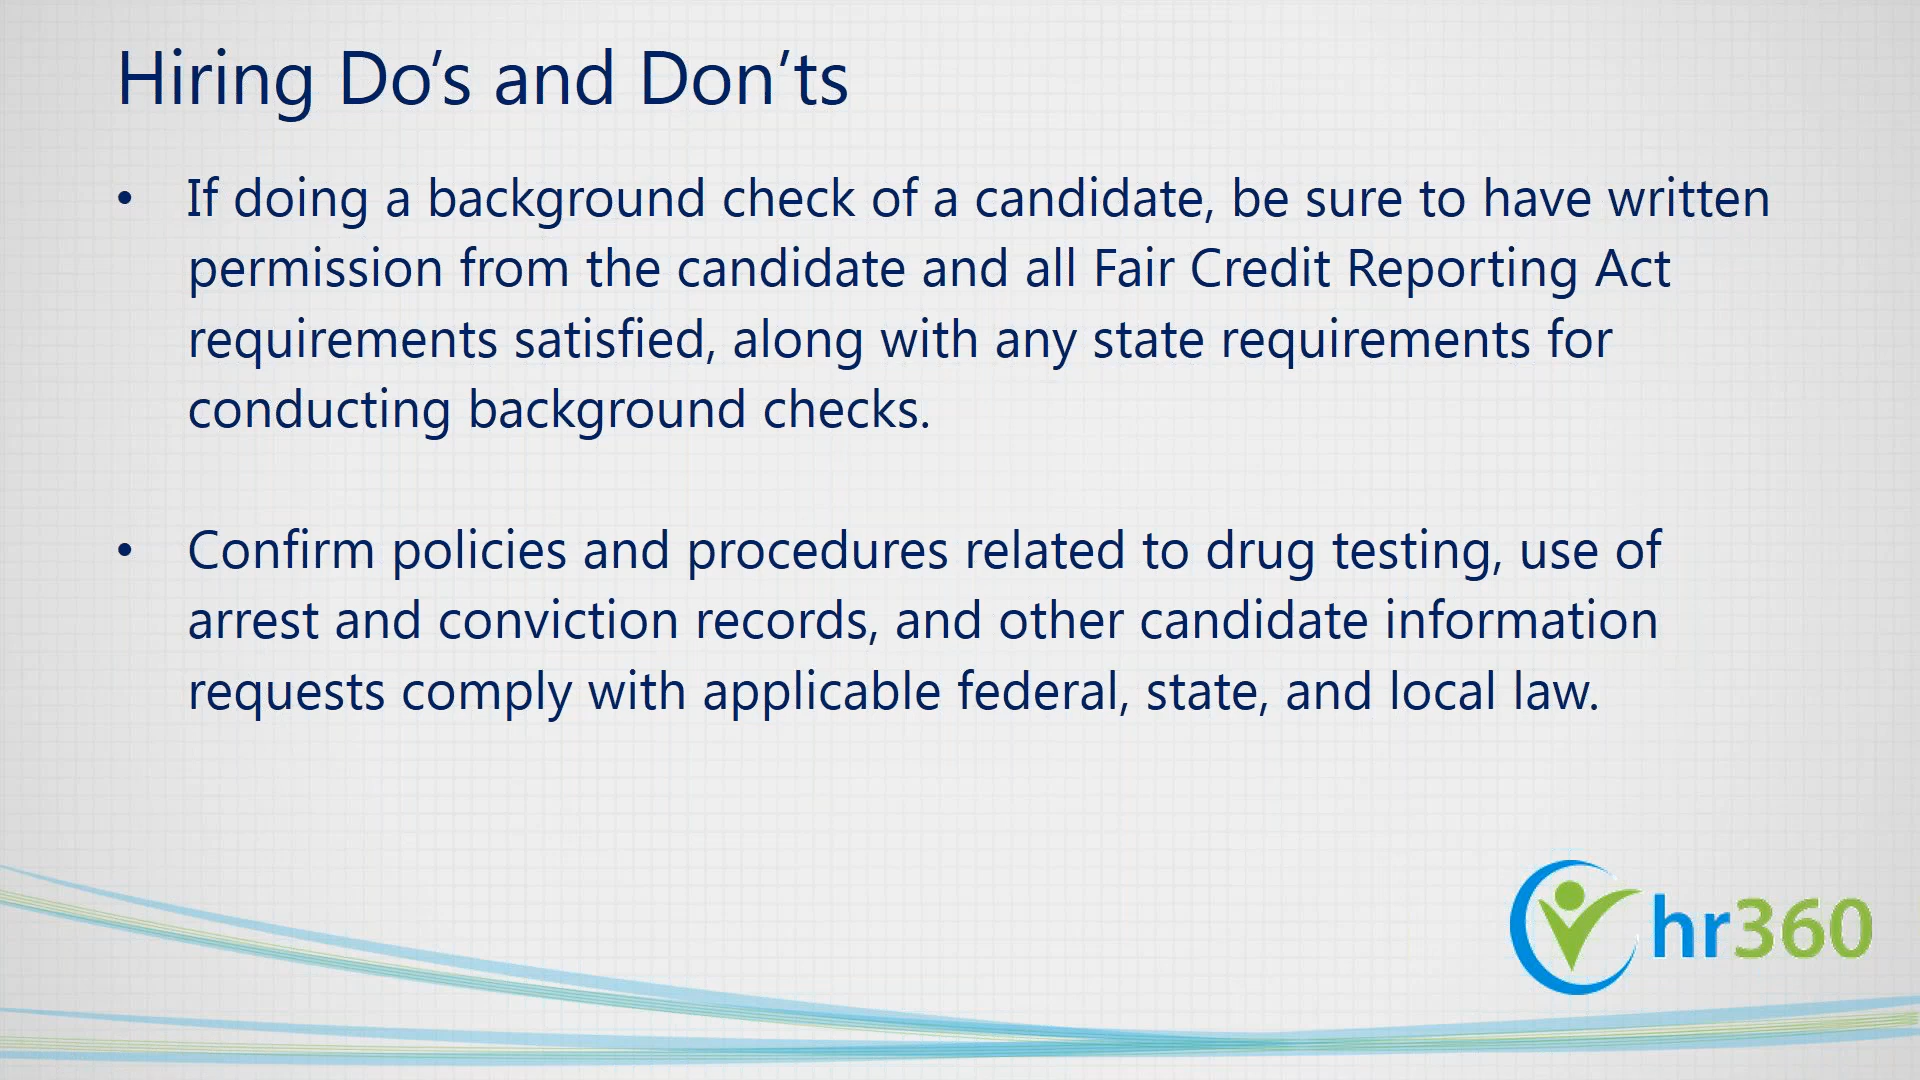 Hiring Do’s and Don’ts
• If doing a background check of a candidate, be sure to have written
permission from the candidate and all Fair Credit Reporting Act
requirements satisfied, along with any state requirements for
conducting background checks.
• Confirm policies and procedures related to drug testing, use of
arrest and conviction records, and other candidate information
requests comply with applicable federal, state, and local law.
hr360